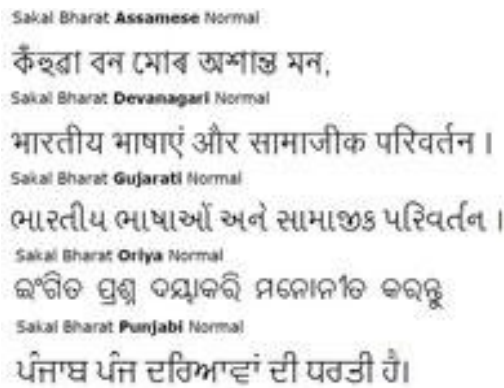 Sakal Bharat Assamese Normal
কঁহুৱা বন মোৰ অশান্ত মন,
Sakal Bharat Devanagari Normal
भारतीय भाषाएं और सामाजीक परिवर्तन ।
Sakal Bharat Gujarati Normal
ભારતીય ભાષાઓં અને સામાજીક પરિવર્તન ।
Sakal Bharat Oriya Normal
ଇଂଗିତ ପ୍ରଶ୍ନ ଦୟାକରି ମନୋନୀତ କରନ୍ତୁ
Sakal Bharat Punjabi Normal
ਪੰਜਾਬ ਪੰਜ ਦਰਿਆਵਾਂ ਦੀ ਧਰਤੀ ਹੈ।